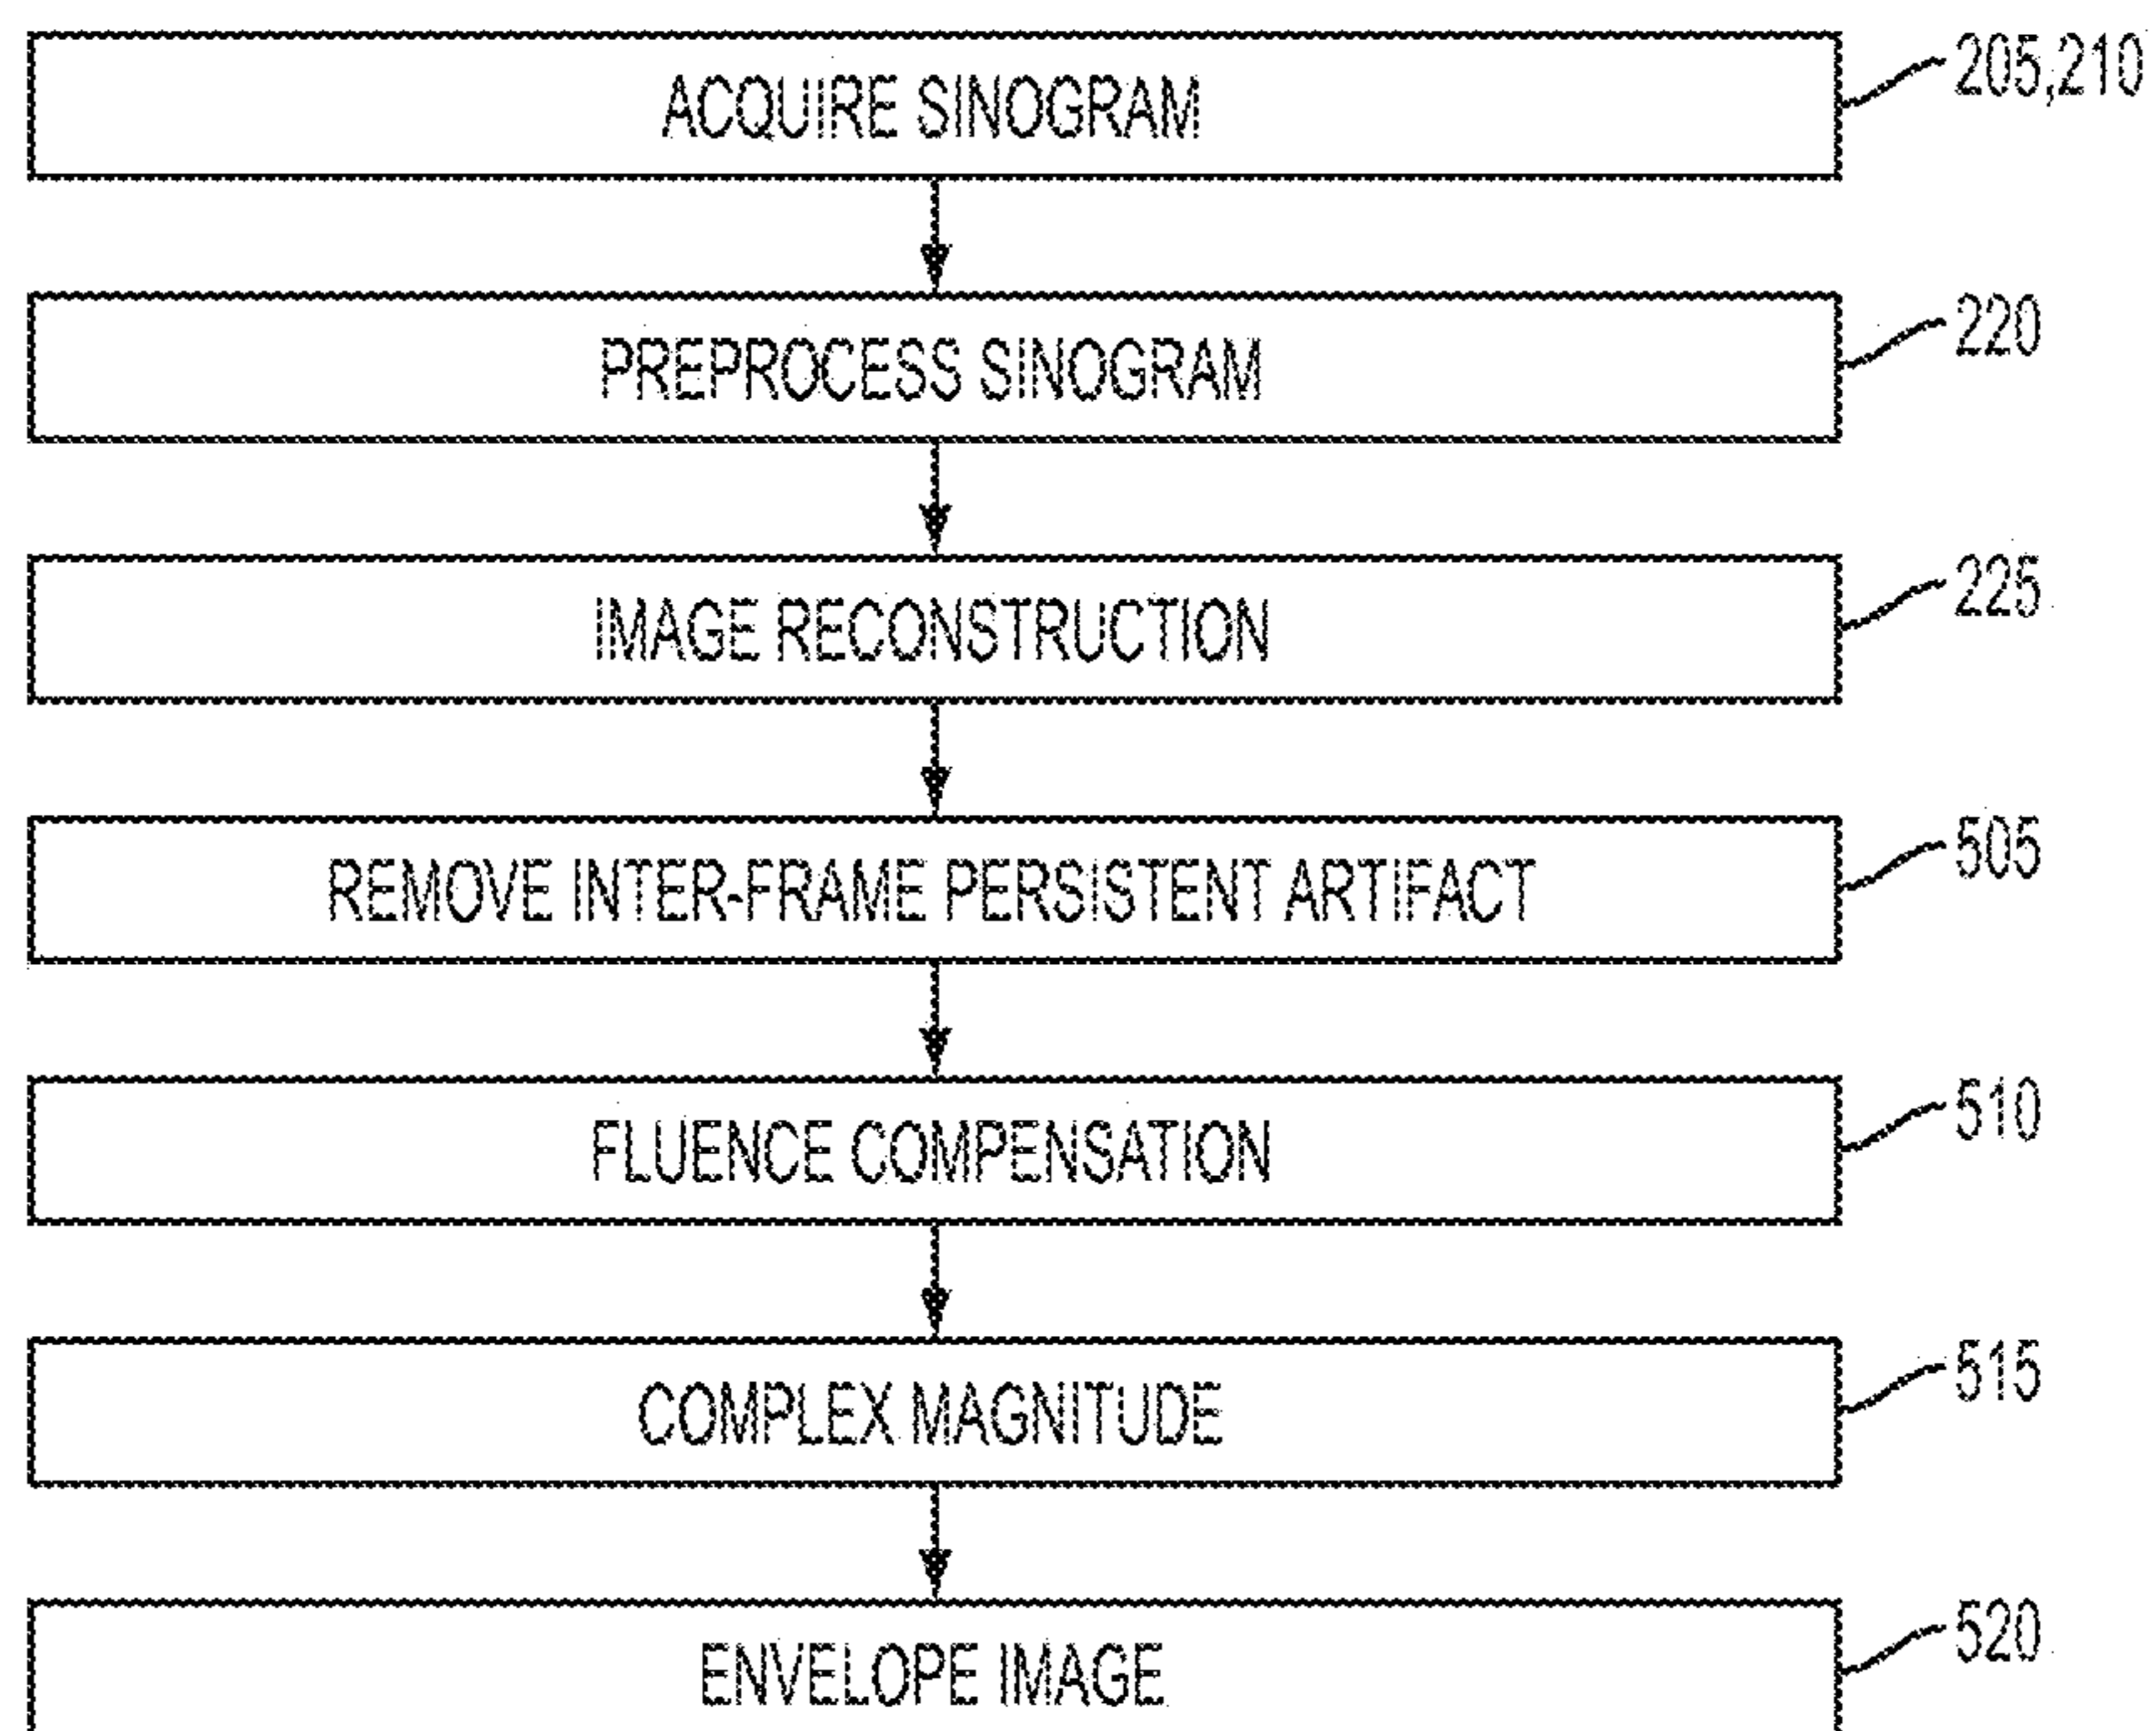 ACQUIRE SINOGRAM
205,210
PREPROCESS SINOGRAM
220
IMAGE RECONSTRUCTION
225
REMOVE INTER-FRAME PERSISTENT ARTIFACT
505
FLUENCE COMPENSATION
510
COMPLEX MAGNITUDE
515
ENVELOPE IMAGE
520